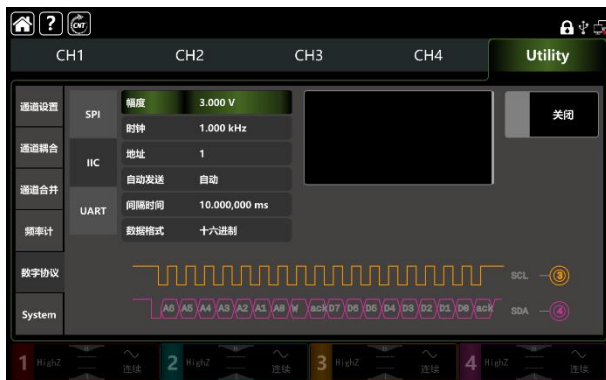 ? CNT
CH1 CH2 CH3 CH4 Utility
通道设置
通道耦合
通道合并
频率计
数字协议
System
SPI
IIC
UART
幅度 3.000 V
时钟 1.000 kHz
地址 1
自动发送 自动
间隔时间 10.000,000 ms
数据格式 十六进制
关闭
SCL 3
A6 A5 A4 A3 A2 A1 A0 W ack D7 D6 D5 D4 D3 D2 D1 D0 ack SDA 4
1 HighZ 连续 2 HighZ 连续 3 HighZ 连续 4 HighZ 连续